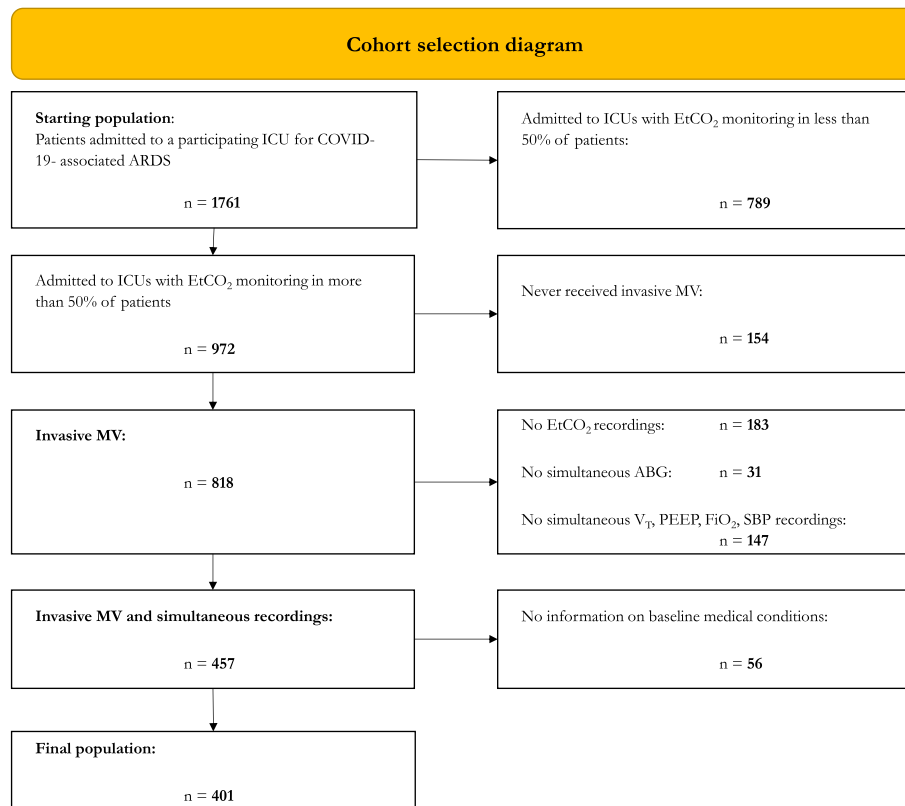 Cohort selection diagram
Starting population:
Patients admitted to a participating ICU for COVID-
19- associated ARDS
n = 1761
Admitted to ICUs with EtCO₂ monitoring in less than
50% of patients:
n = 789
Admitted to ICUs with EtCO₂ monitoring in more
than 50% of patients
n = 972
Never received invasive MV:
n = 154
Invasive MV:
n = 818
No EtCO₂ recordings: n = 183
No simultaneous ABG: n = 31
No simultaneous V_T, PEEP, FiO₂, SBP recordings:
n = 147
Invasive MV and simultaneous recordings:
n = 457
No information on baseline medical conditions:
n = 56
Final population:
n = 401